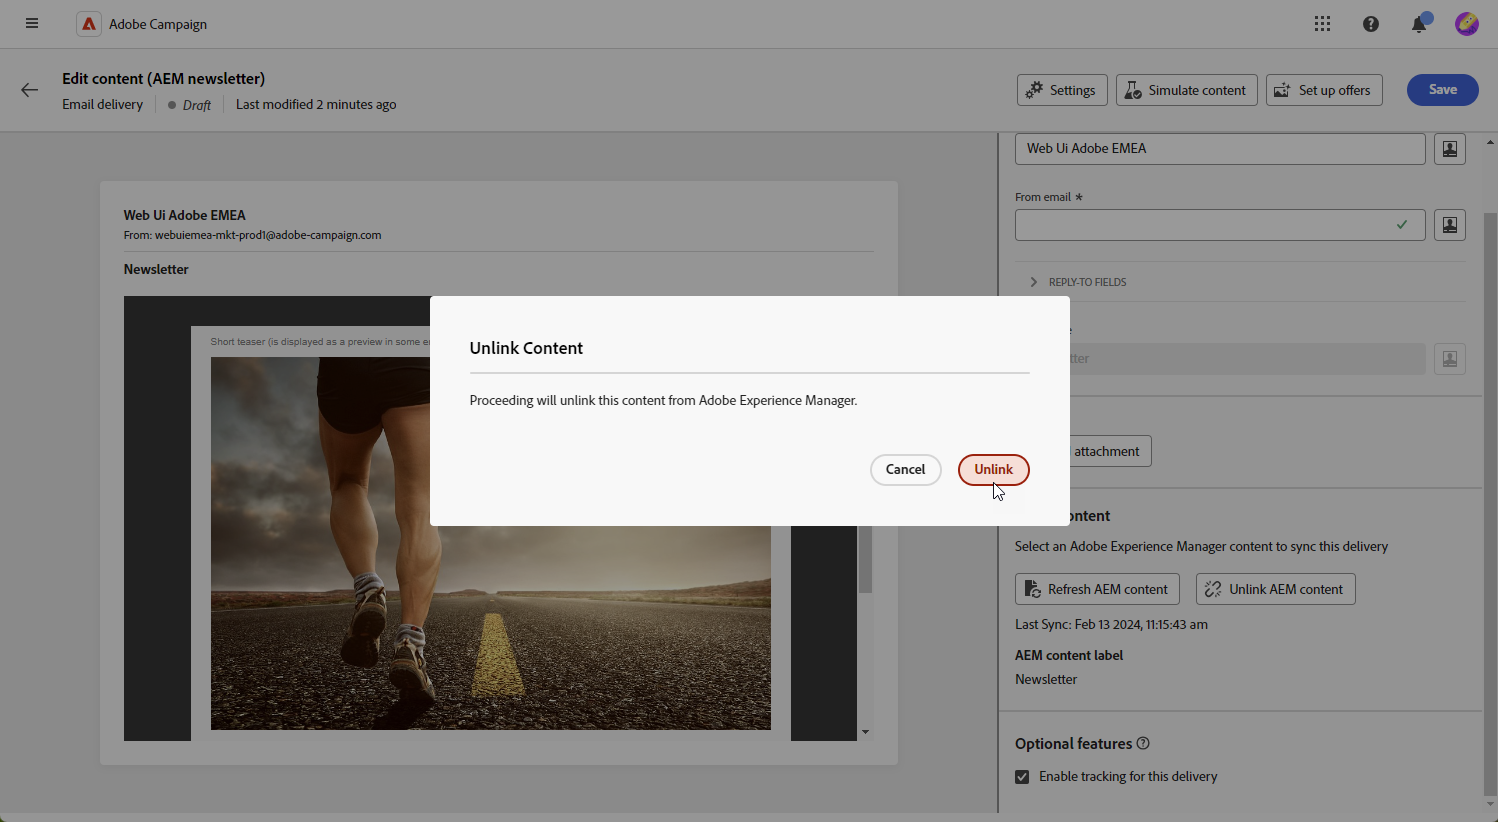 Adobe Campaign
Edit content (AEM newsletter)
Email delivery
Draft
Last modified 2 minutes ago
Settings
Simulate content
Set up offers
Save
Web Ui Adobe EMEA
From: webuiemea-mkt-prod1@adobe-campaign.com
Newsletter
Short teaser (is displayed as a preview in some
Web Ui Adobe EMEA
From email *
REPLY-TO FIELDS
Unlink Content
Proceeding will unlink this content from Adobe Experience Manager.
Cancel
Unlink
attachment
Select an Adobe Experience Manager content to sync this delivery
Refresh AEM content
Unlink AEM content
Last Sync: Feb 13 2024, 11:15:43 am
AEM content label
Newsletter
Optional features
Enable tracking for this delivery